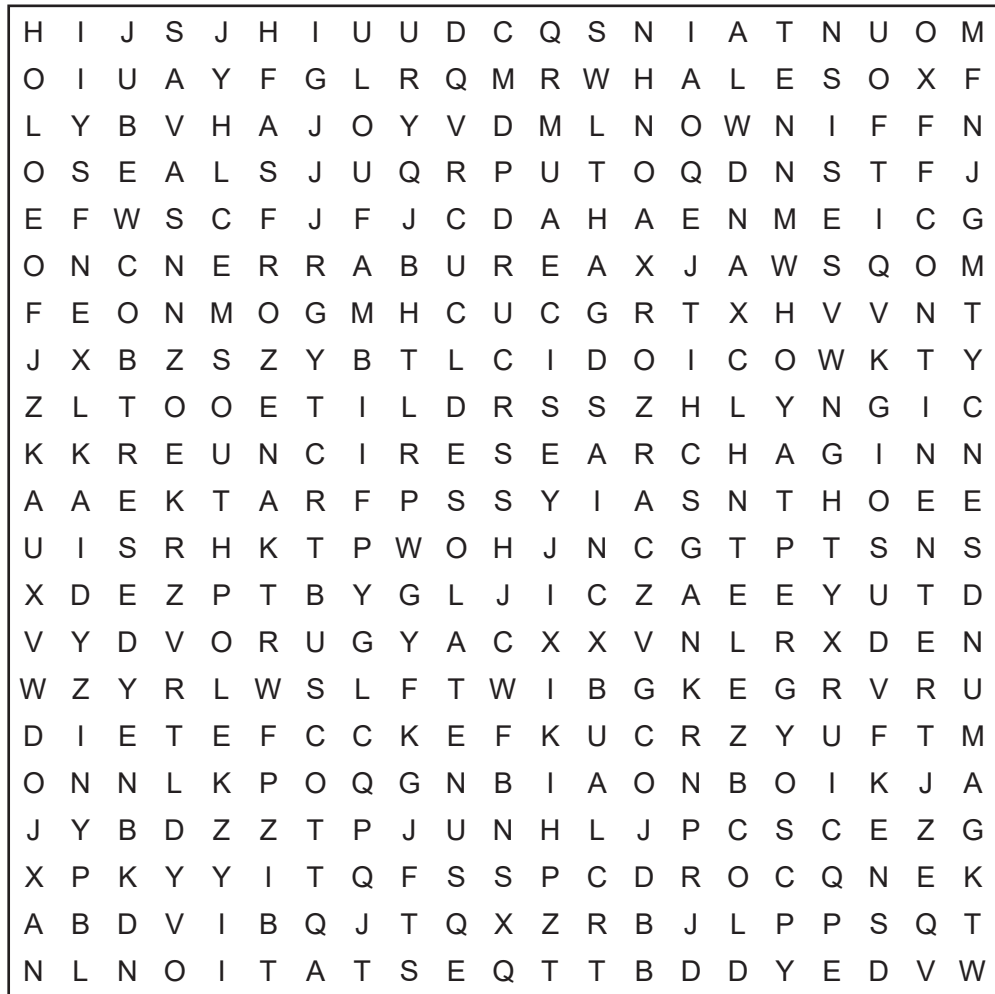 H I J S J H I U U D C Q S N I A T N U O M
O I U A Y F G L R Q M R W H A L E S O X F
L Y B V H A J O Y V D M L N O W N I F F N
O S E A L S J U Q R P U T O Q D N S T F J
E F W S C F J F J C D A H A E N M E I C G
O N C N E R R A B U R E A X J A W S Q O M
F E O N M O G M H C U C G R T X H V V N T
J X B Z S Z Y B T L C I D O I C O W K T Y
Z L T O O E T I L D R S S Z H L Y N G I C
K K R E U N C I R E S E A R C H A G I N N
A A E K T A R F P S S Y I A S N T H O E E
U I S R H K T P W O H J N C G T P T S N S
X D E Z P T B Y G L J I C Z A E E Y U T D
V Y D V O R U G Y A C X X V N L R X D E N
W Z Y R L W S L F T W I B G K E G R V R U
D I E T E F C C K E F K U C R Z Y U F T M
O N N L K P O Q G N B I A O N B O I K J A
J Y B D Z Z T P J U N H L J P C S C E Z G
X P K Y Y I T Q F S S P C D R O C Q N E K
A B D V I B Q J T Q X Z R B J L P P S Q T
N L N O I T A T S E Q T T B D D Y E D V W